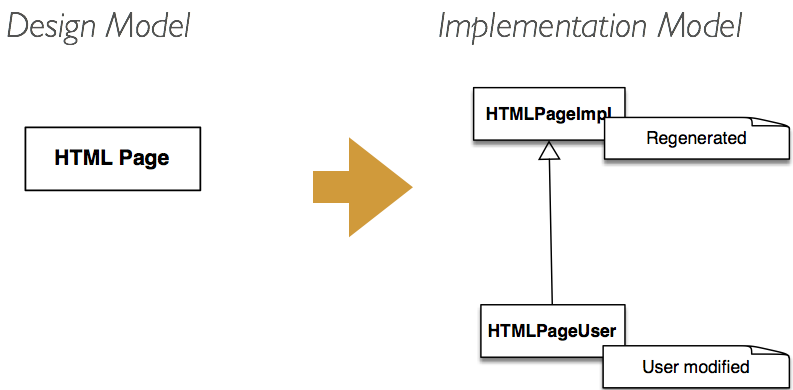 Design Model
Implementation Model
HTML Page
HTMLPageImpl
Regenerated
HTMLPageUser
User modified